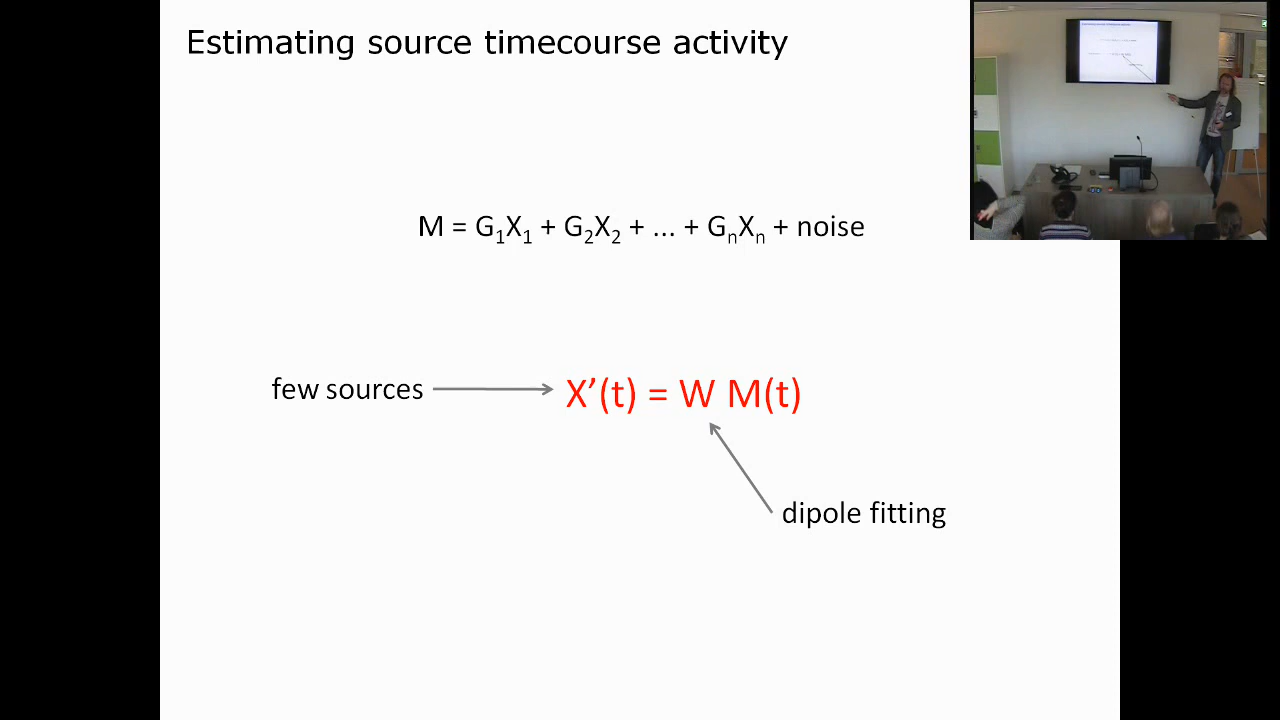 Estimating source timecourse activity
M = G₁X₁ + G₂X₂ + ... + GₙXₙ + noise
few sources
X’(t) = W M(t)
dipole fitting